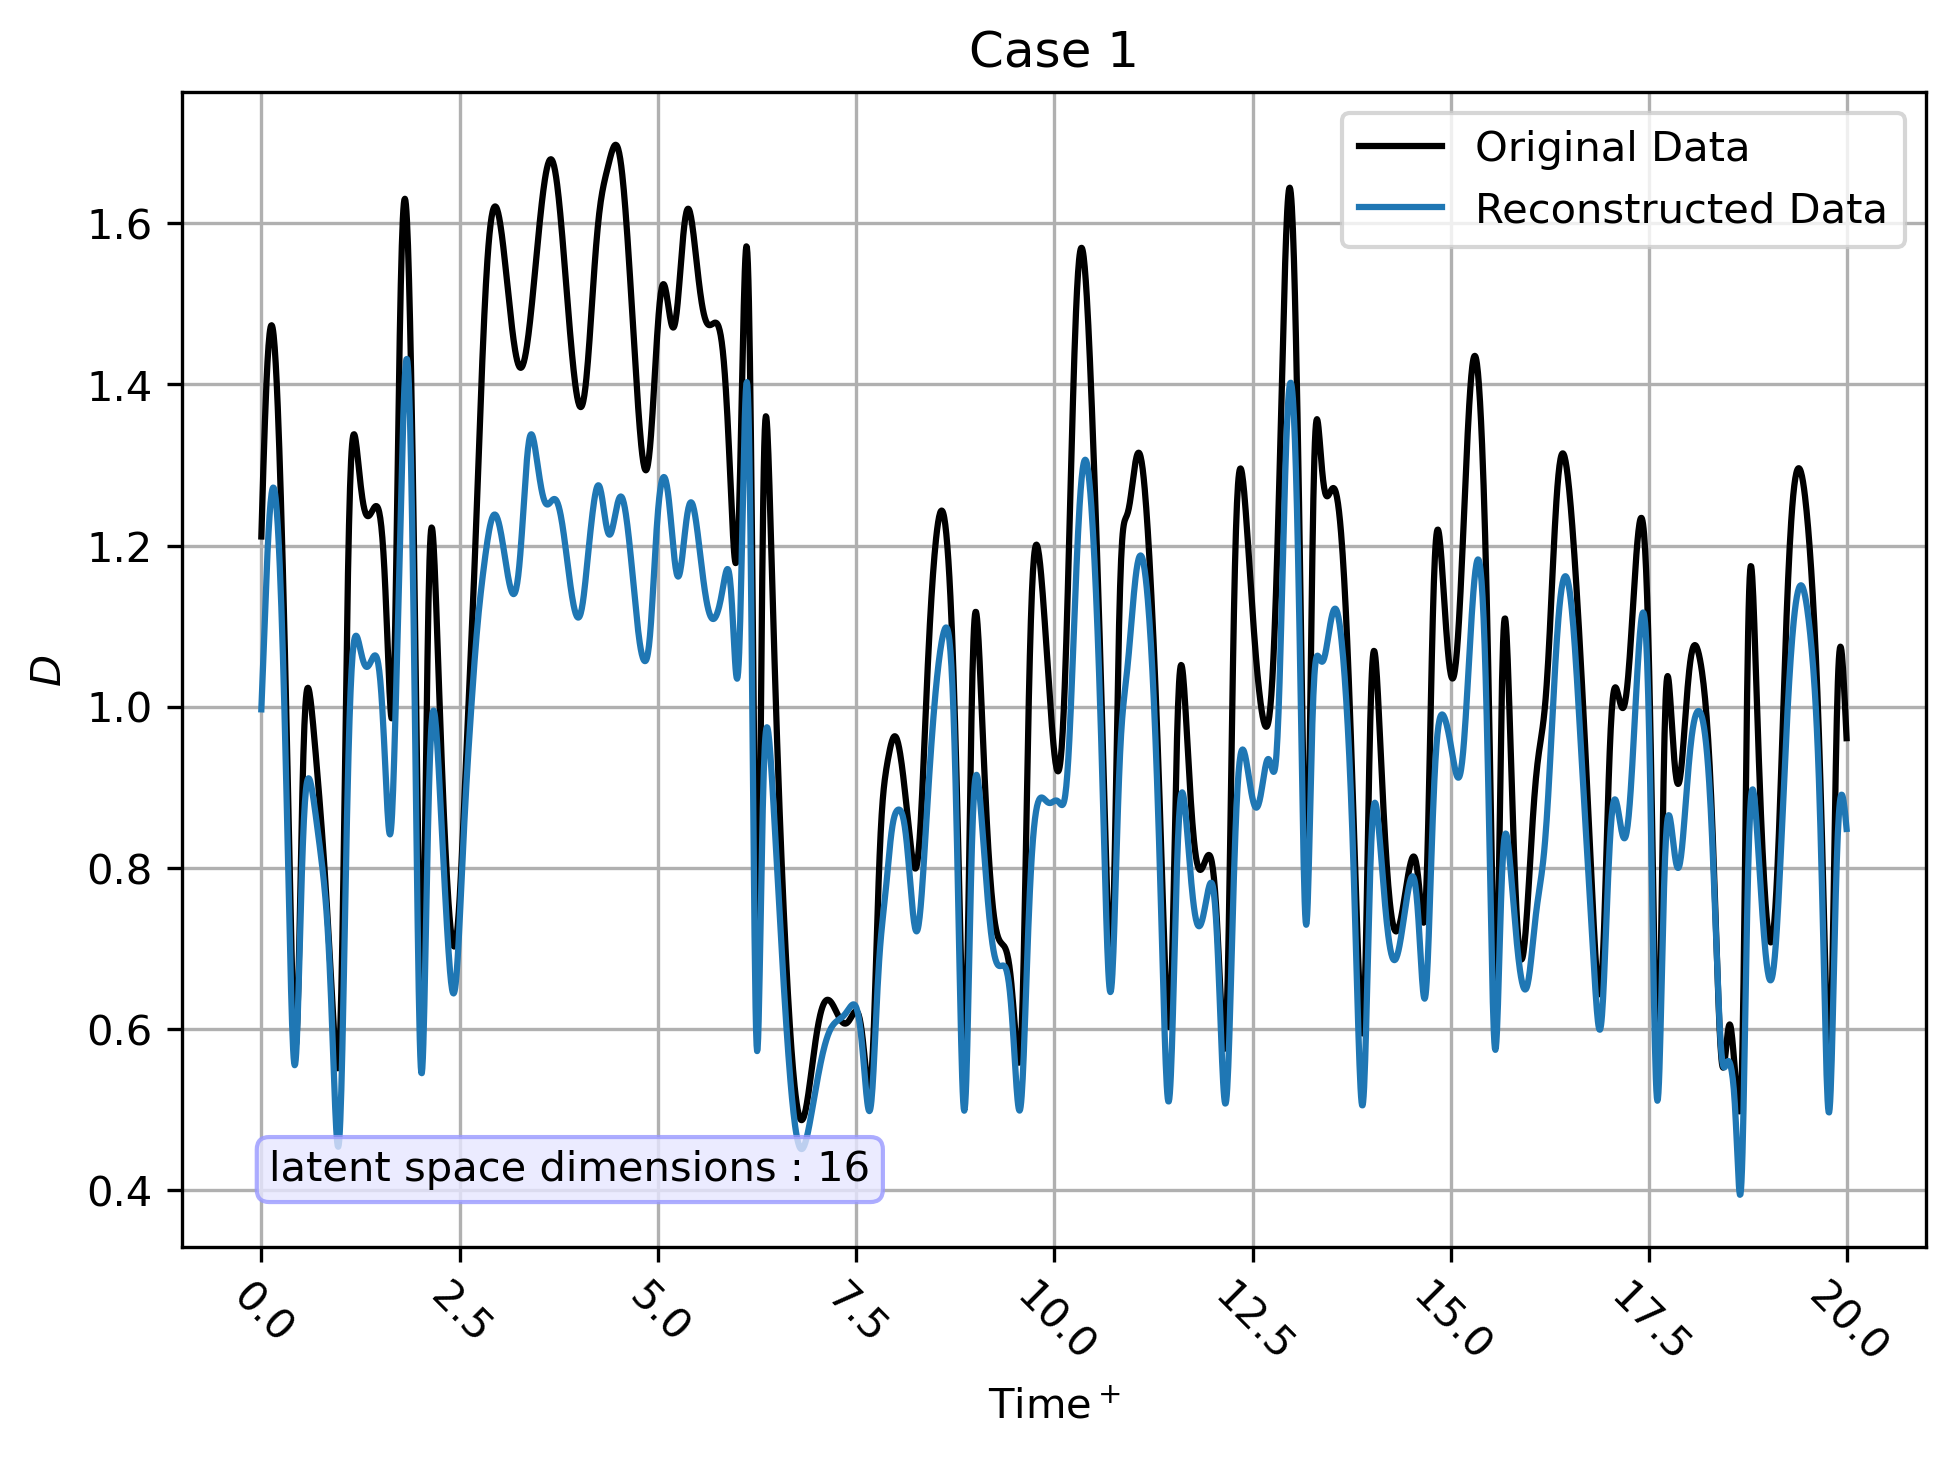 Case 1
Original Data
Reconstructed Data
D
1.6
1.4
1.2
1.0
0.8
0.6
0.4
latent space dimensions : 16
0.0
2.5
5.0
7.5
10.0
12.5
15.0
17.5
20.0
Time⁺